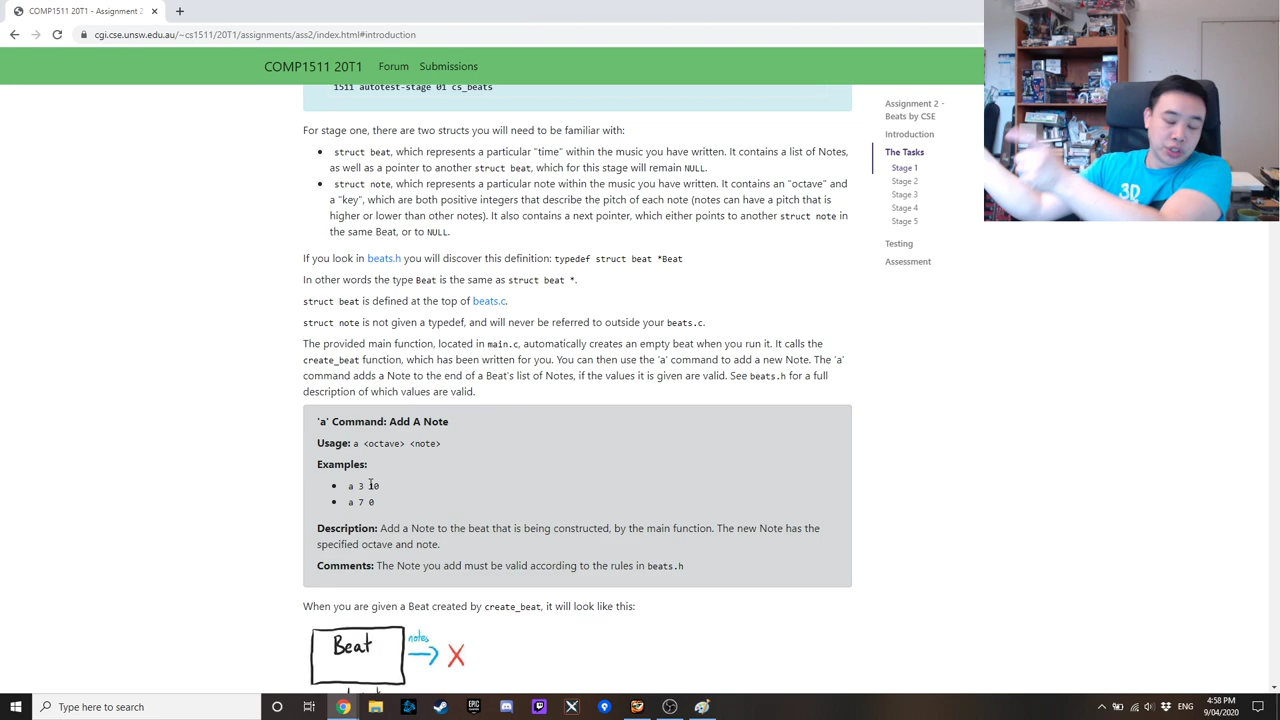 COMP1511 20T1 - Assignment 2
cgi.cse.unsw.edu.au/~cs1511/20T1/assignments/ass2/index.html#introduction
COMP1511 20T1 Forum Submissions
1511 autotest-stage 01 cs_beats
For stage one, there are two structs you will need to be familiar with:
struct beat, which represents a particular "time" within the music you have written. It contains a list of Notes,
as well as a pointer to another struct beat, which for this stage will remain NULL.
struct note, which represents a particular note within the music you have written. It contains an "octave" and
a "key", which are both positive integers that describe the pitch of each note (notes can have a pitch that is
higher or lower than other notes). It also contains a next pointer, which either points to another struct note in
the same Beat, or to NULL.
If you look in beats.h you will discover this definition: typedef struct beat *Beat
In other words the type Beat is the same as struct beat *.
struct beat is defined at the top of beats.c.
struct note is not given a typedef, and will never be referred to outside your beats.c.
The provided main function, located in main.c, automatically creates an empty beat when you run it. It calls the
create_beat function, which has been written for you. You can then use the 'a' command to add a new Note. The 'a'
command adds a Note to the end of a Beat's list of Notes, if the values it is given are valid. See beats.h for a full
description of which values are valid.
'a' Command: Add A Note
Usage: a <octave> <note>
Examples:
a 3 10
a 7 0
Description: Add a Note to the beat that is being constructed, by the main function. The new Note has the
specified octave and note.
Comments: The Note you add must be valid according to the rules in beats.h
When you are given a Beat created by create_beat, it will look like this:
Beat notes
Assignment 2 -
Beats by CSE
Introduction
The Tasks
Stage 1
Stage 2
Stage 3
Stage 4
Stage 5
Testing
Assessment
3D
Type here to search
4:58 PM
9/04/2020